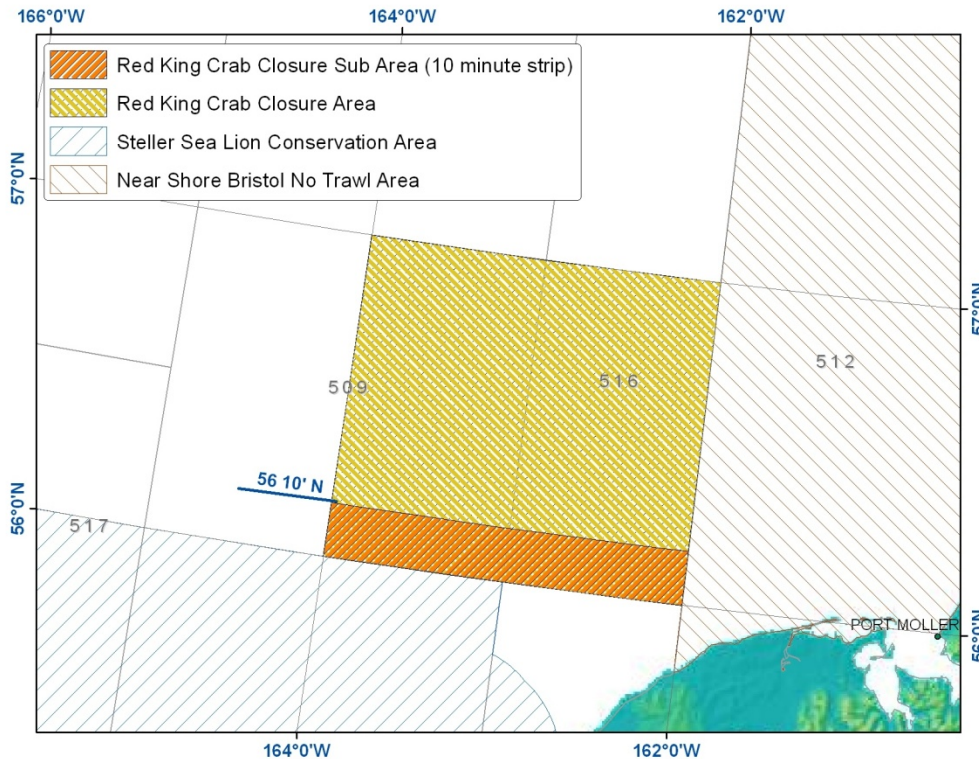 166°0'W
164°0'W
162°0'W
Red King Crab Closure Sub Area (10 minute strip)
Red King Crab Closure Area
Steller Sea Lion Conservation Area
Near Shore Bristol No Trawl Area
57°0'N
57°0'N
512
516
509
56 10' N
56°0'N
517
PORT MOLLER
56°0'N
164°0'W
162°0'W